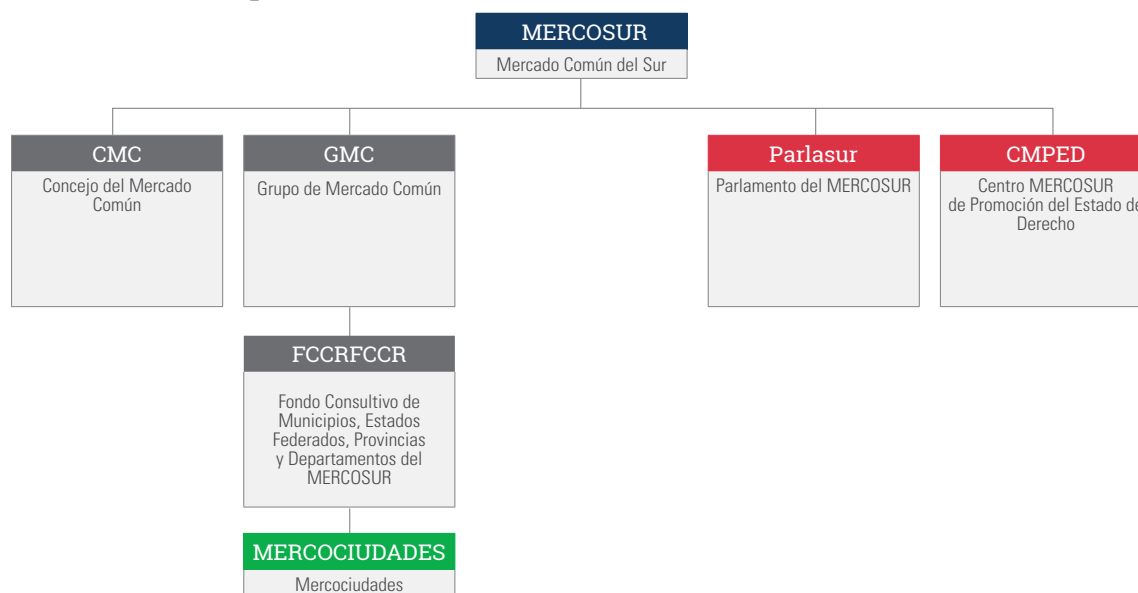 MERCOSUR
Mercado Común del Sur
CMC
Concejo del Mercado
Común
GMC
Grupo de Mercado Común
Parlasur
Parlamento del MERCOSUR
CMPED
Centro MERCOSUR
de Promoción del Estado de
Derecho
FCCRFCCR
Fondo Consultivo de
Municipios, Estados
Federados, Provincias
y Departamentos del
MERCOSUR
MERCOCIUDADES
Mercociudades